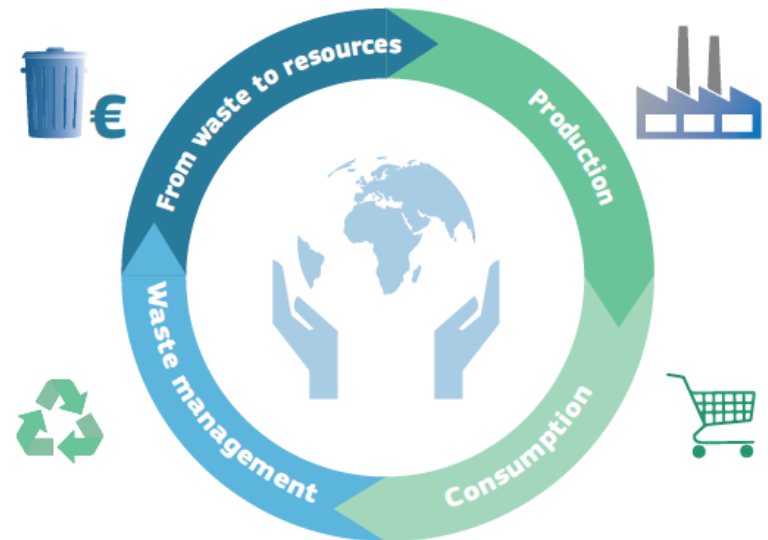 From waste to resources
Production
€
Consumption
Waste management